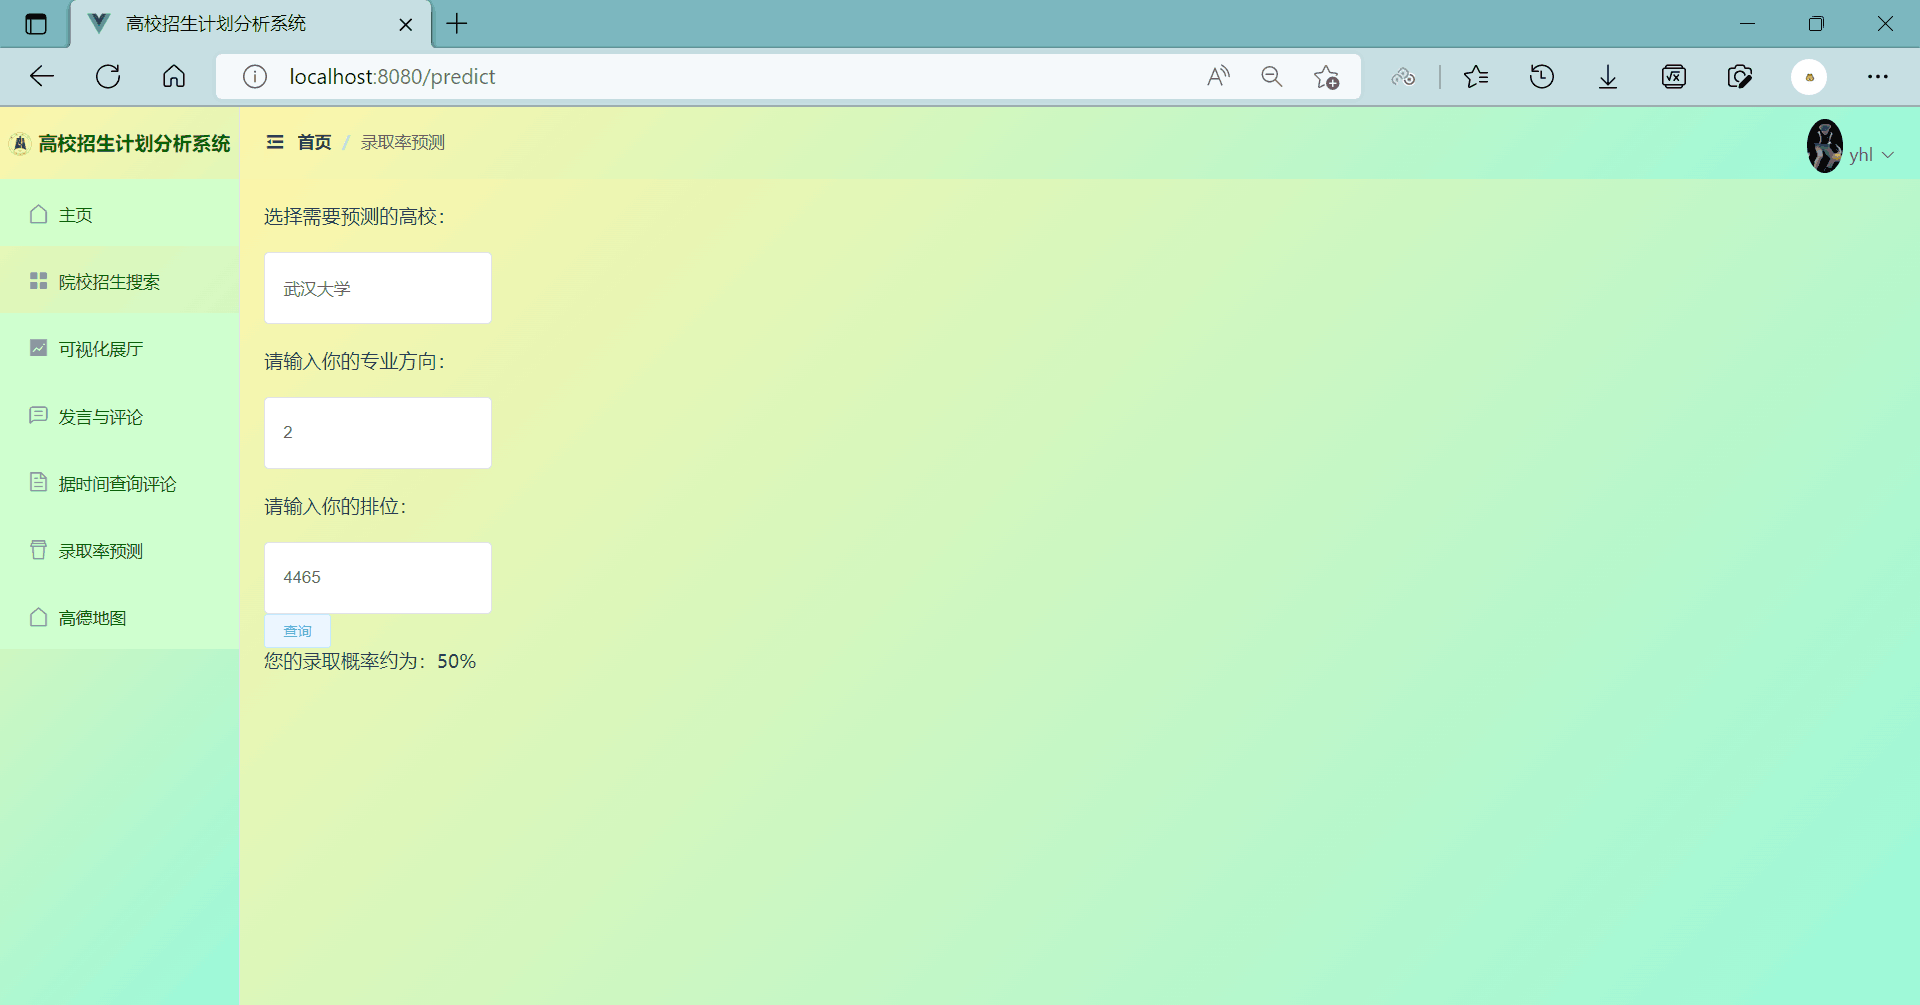 高校招生计划分析系统
localhost:8080/predict
高校招生计划分析系统
首页 / 录取率预测
yhl
主页
院校招生搜索
可视化展厅
发言与评论
据时间查询评论
录取率预测
高德地图
选择需要预测的高校：
武汉大学
请输入你的专业方向：
2
请输入你的排位：
4465
查询
您的录取概率约为：50%